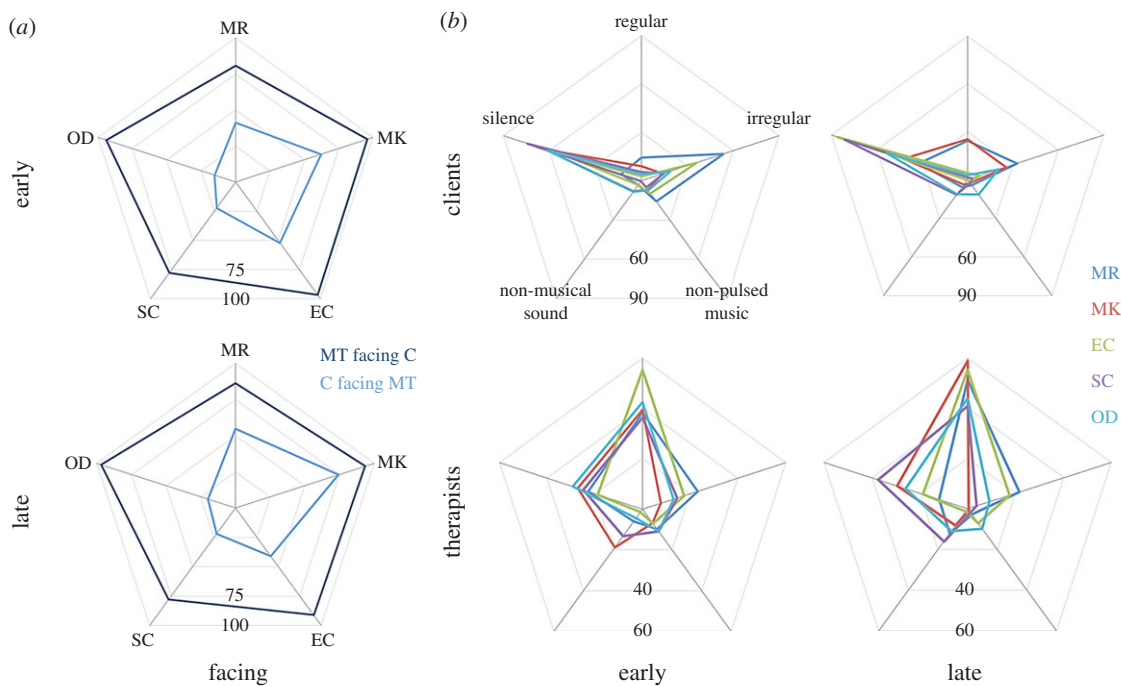 (a)
MR
OD
MK
early
75
100
SC
EC
MR
MT facing C
C facing MT
OD
MK
late
75
100
SC
EC
facing
(b)
regular
silence
irregular
clients
60
90
non-musical
sound
non-pulsed
music
60
90
MR
MK
EC
SC
OD
therapists
40
60
40
60
early
late